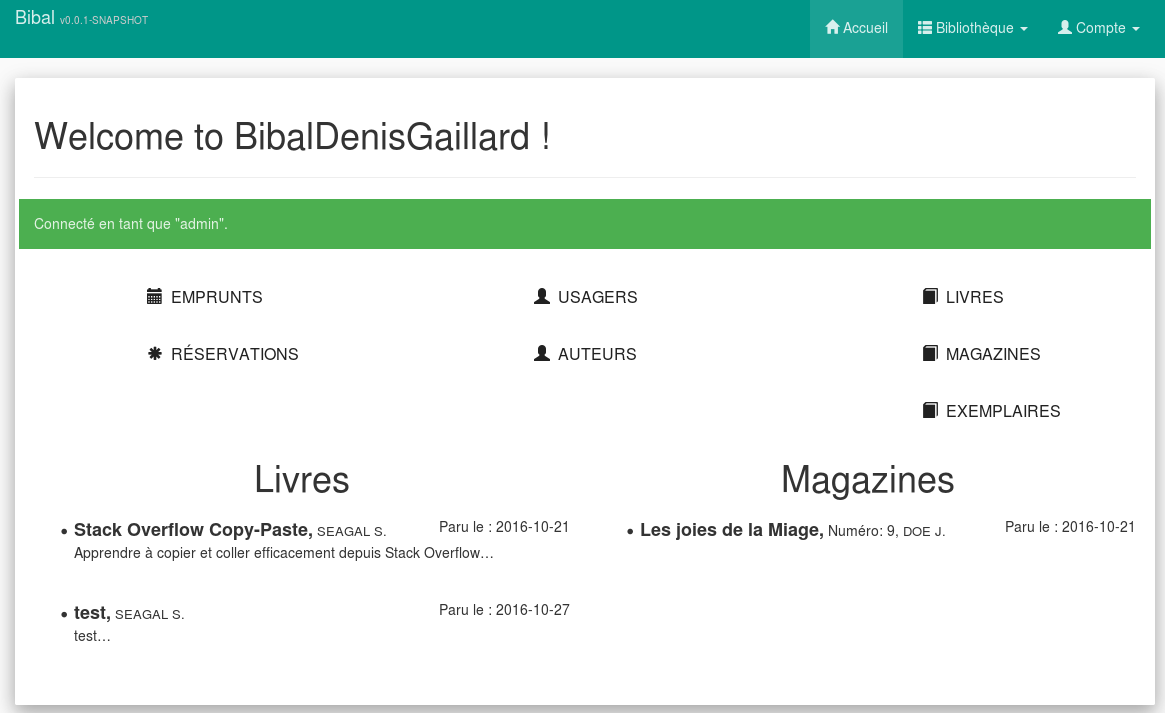 Bibal v0.0.1-SNAPSHOT
Accueil Bibliothèque Compte
Welcome to BibalDenisGaillard !
Connecté en tant que "admin".
EMPRUNTS USAGERS LIVRES
RÉSERVATIONS AUTEURS MAGAZINES
EXEMPLAIRES
Livres
Stack Overflow Copy-Paste, SEAGAL S. Paru le : 2016-10-21
Apprendre à copier et coller efficacement depuis Stack Overflow…
test, SEAGAL S. Paru le : 2016-10-27
test…
Magazines
Les joies de la Miage, Numéro: 9, DOE J. Paru le : 2016-10-21